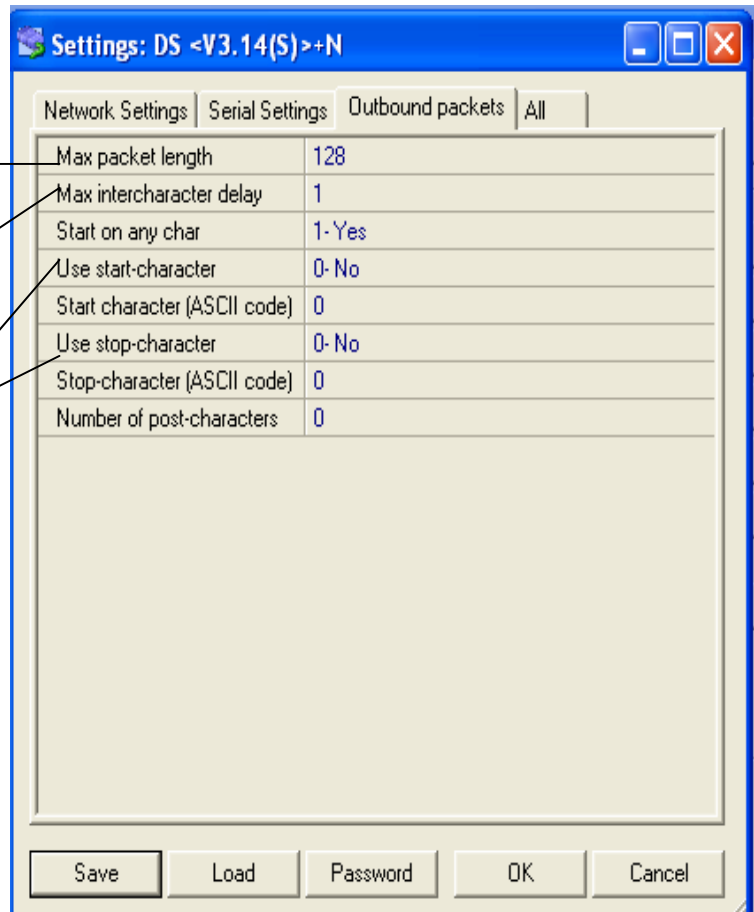 Settings: DS <V3.14(S)>+N
Network Settings Serial Settings Outbound packets All
Max packet length 128
Max intercharacter delay 1
Start on any char 1- Yes
Use start-character 0- No
Start character (ASCII code) 0
Use stop-character 0- No
Stop-character (ASCII code) 0
Number of post-characters 0
Save Load Password OK Cancel